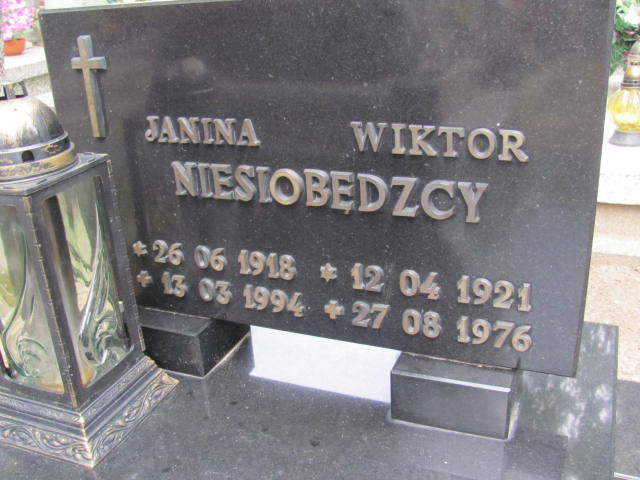 JANINA WIKTOR
NIESIOBĘDZCY
* 26 06 1918 * 12 04 1921
+ 13 03 1994 + 27 08 1976